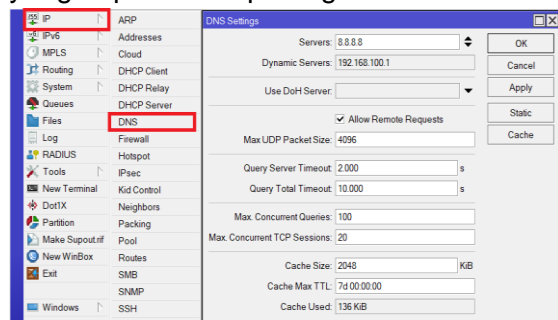 IP
IPv6
MPLS
Routing
System
Queues
Files
Log
RADIUS
Tools
New Terminal
Dot1X
Partition
Make Supout.rif
New WinBox
Exit
Windows
ARP
Addresses
Cloud
DHCP Client
DHCP Relay
DHCP Server
DNS
Firewall
Hotspot
IPsec
Kid Control
Neighbors
Packing
Pool
Routes
SMB
SNMP
SSH
DNS Settings
Servers: 8.8.8.8
Dynamic Servers: 192.168.100.1
Use DoH Server:
Allow Remote Requests
Max UDP Packet Size: 4096
Query Server Timeout: 2.000 s
Query Total Timeout: 10.000 s
Max. Concurrent Queries: 100
Max. Concurrent TCP Sessions: 20
Cache Size: 2048 KiB
Cache Max TTL: 7d 00:00:00
Cache Used: 136 KiB
OK
Cancel
Apply
Static
Cache